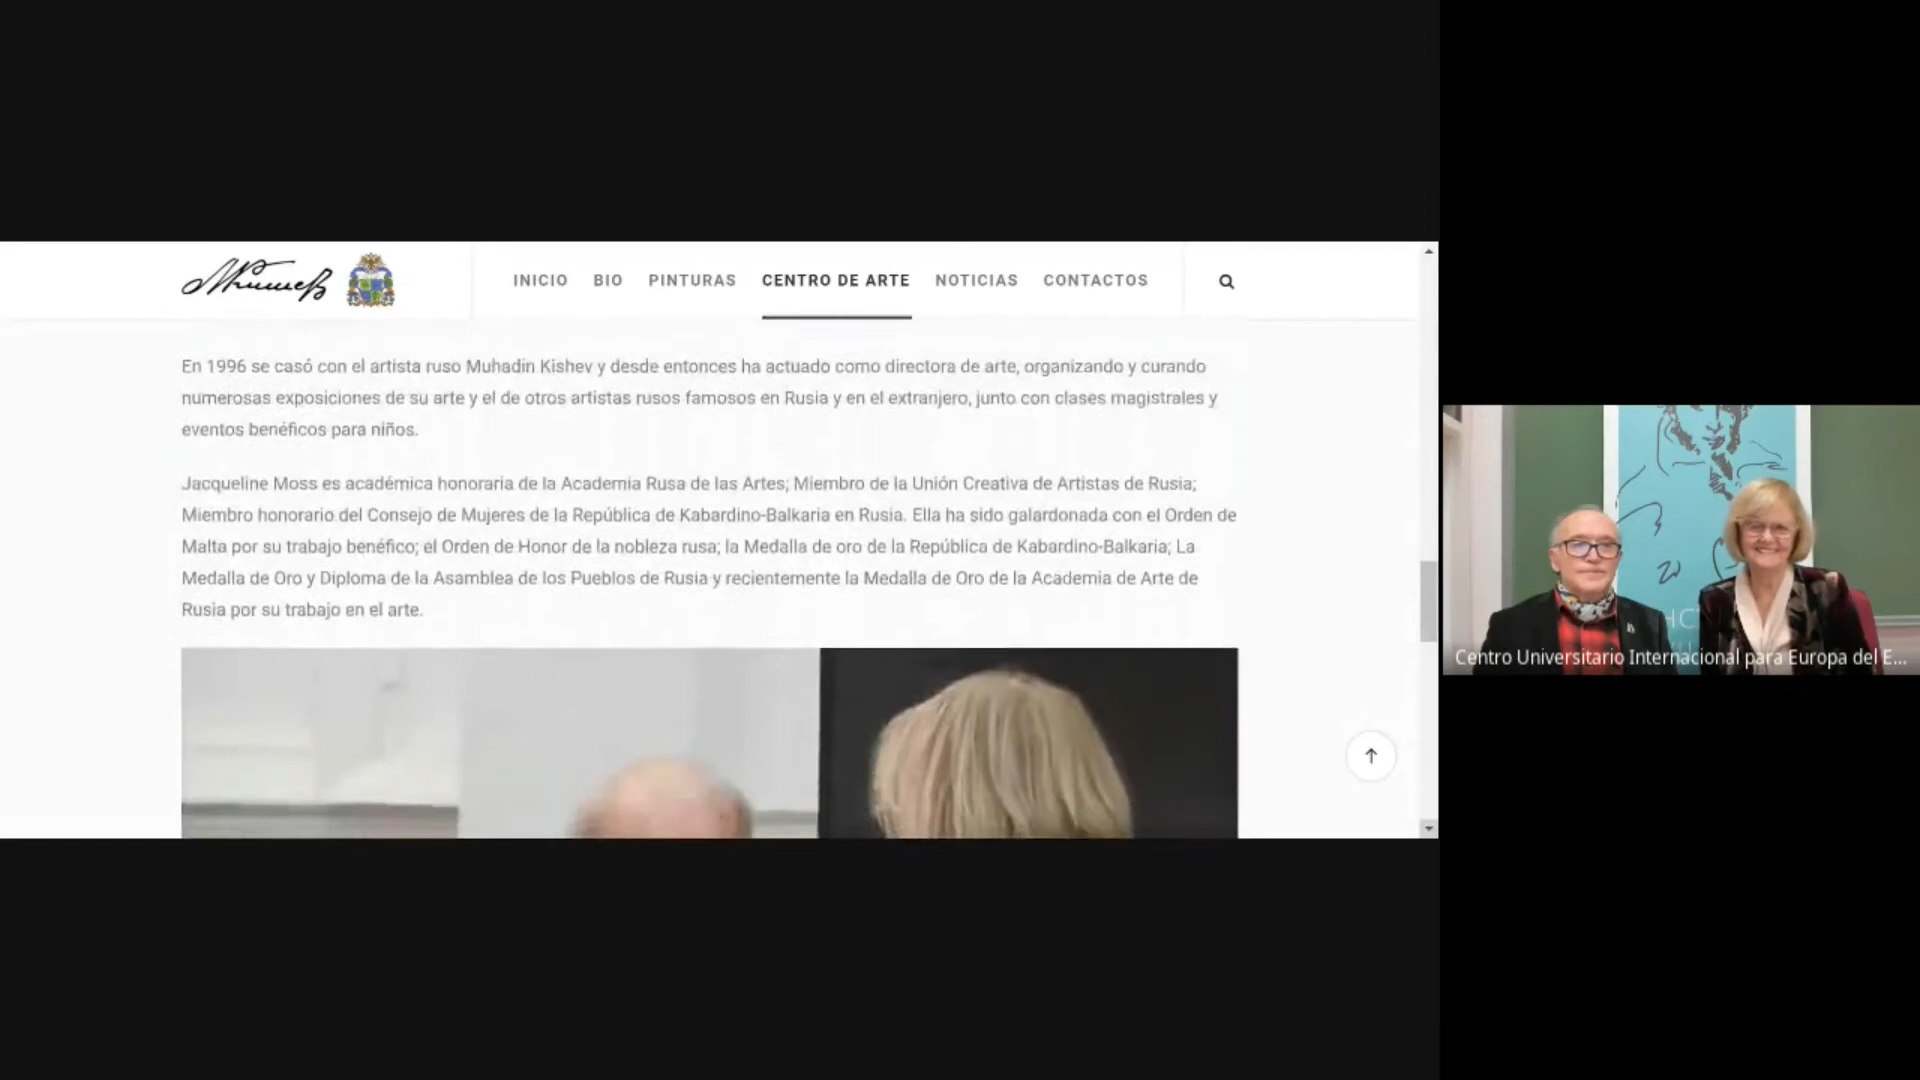 INICIO BIO PINTURAS CENTRO DE ARTE NOTICIAS CONTACTOS
En 1996 se casó con el artista ruso Muhadin Kishev y desde entonces ha actuado como directora de arte, organizando y curando
numerosas exposiciones de su arte y el de otros artistas rusos famosos en Rusia y en el extranjero, junto con clases magistrales y
eventos benéficos para niños.
Jacqueline Moss es académica honoraria de la Academia Rusa de las Artes; Miembro de la Unión Creativa de Artistas de Rusia;
Miembro honorario del Consejo de Mujeres de la República de Kabardino-Balkaria en Rusia. Ella ha sido galardonada con el Orden de
Malta por su trabajo benéfico; el Orden de Honor de la nobleza rusa; la Medalla de oro de la República de Kabardino-Balkaria; La
Medalla de Oro y Diploma de la Asamblea de los Pueblos de Rusia y recientemente la Medalla de Oro de la Academia de Arte de
Rusia por su trabajo en el arte.
Centro Universitario Internacional para Europa del E...